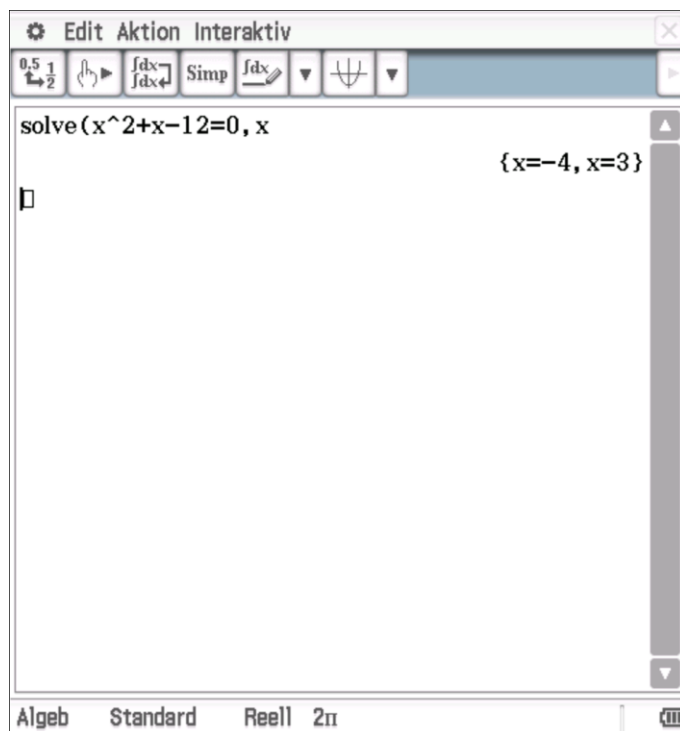 Edit Aktion Interaktiv
0,5 1 2 ∫dx ∫dx Simp ∫dx
solve(x^2+x-12=0,x
{x=-4,x=3}
Algeb Standard Reell 2π